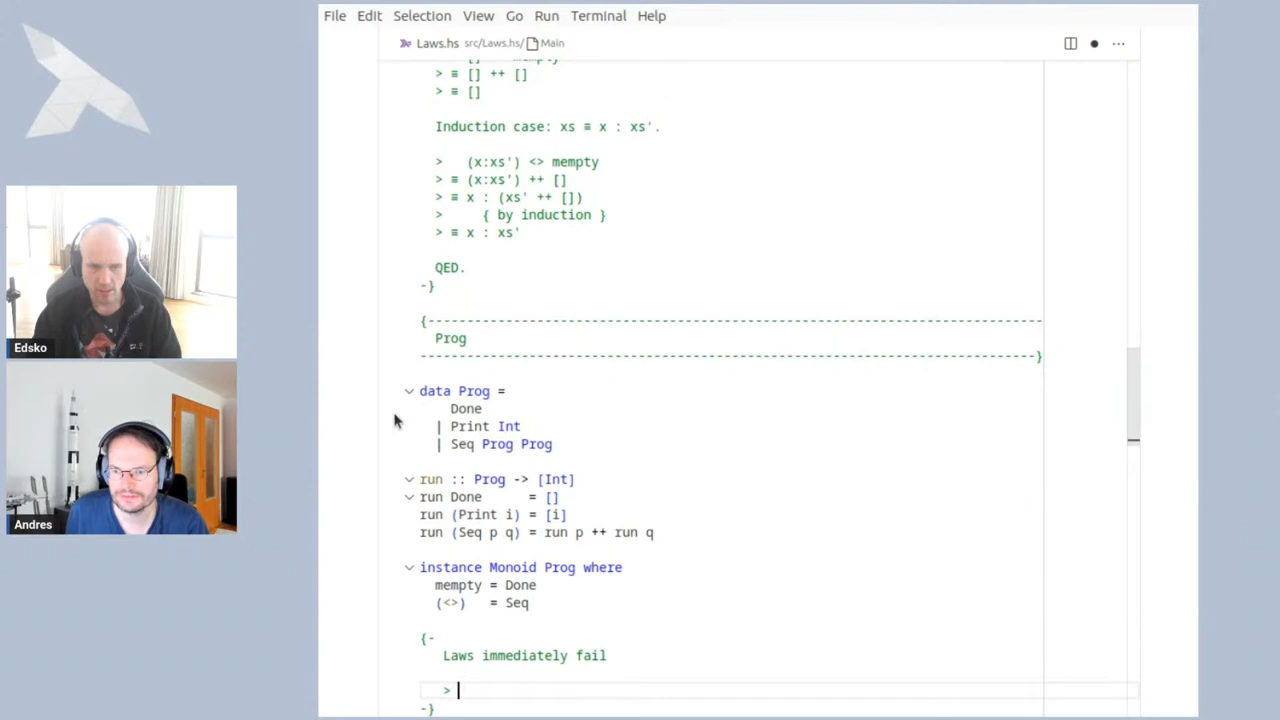 File Edit Selection View Go Run Terminal Help
Laws.hs src/Laws.hs/ Main
> ≡ [] ++ []
> ≡ []
Induction case: xs ≡ x : xs'.
>   (x:xs') <> mempty
> ≡ (x:xs') ++ []
> ≡ x : (xs' ++ [])
>     { by induction }
> ≡ x : xs'
QED.
-}
{------------------------------------------------------------------------------
Prog
------------------------------------------------------------------------------}
data Prog =
    Done
  | Print Int
  | Seq Prog Prog
run :: Prog -> [Int]
run Done      = []
run (Print i) = [i]
run (Seq p q) = run p ++ run q
instance Monoid Prog where
  mempty = Done
  (<>)   = Seq
{-
   Laws immediately fail
   >
-}
Edsko
Andres